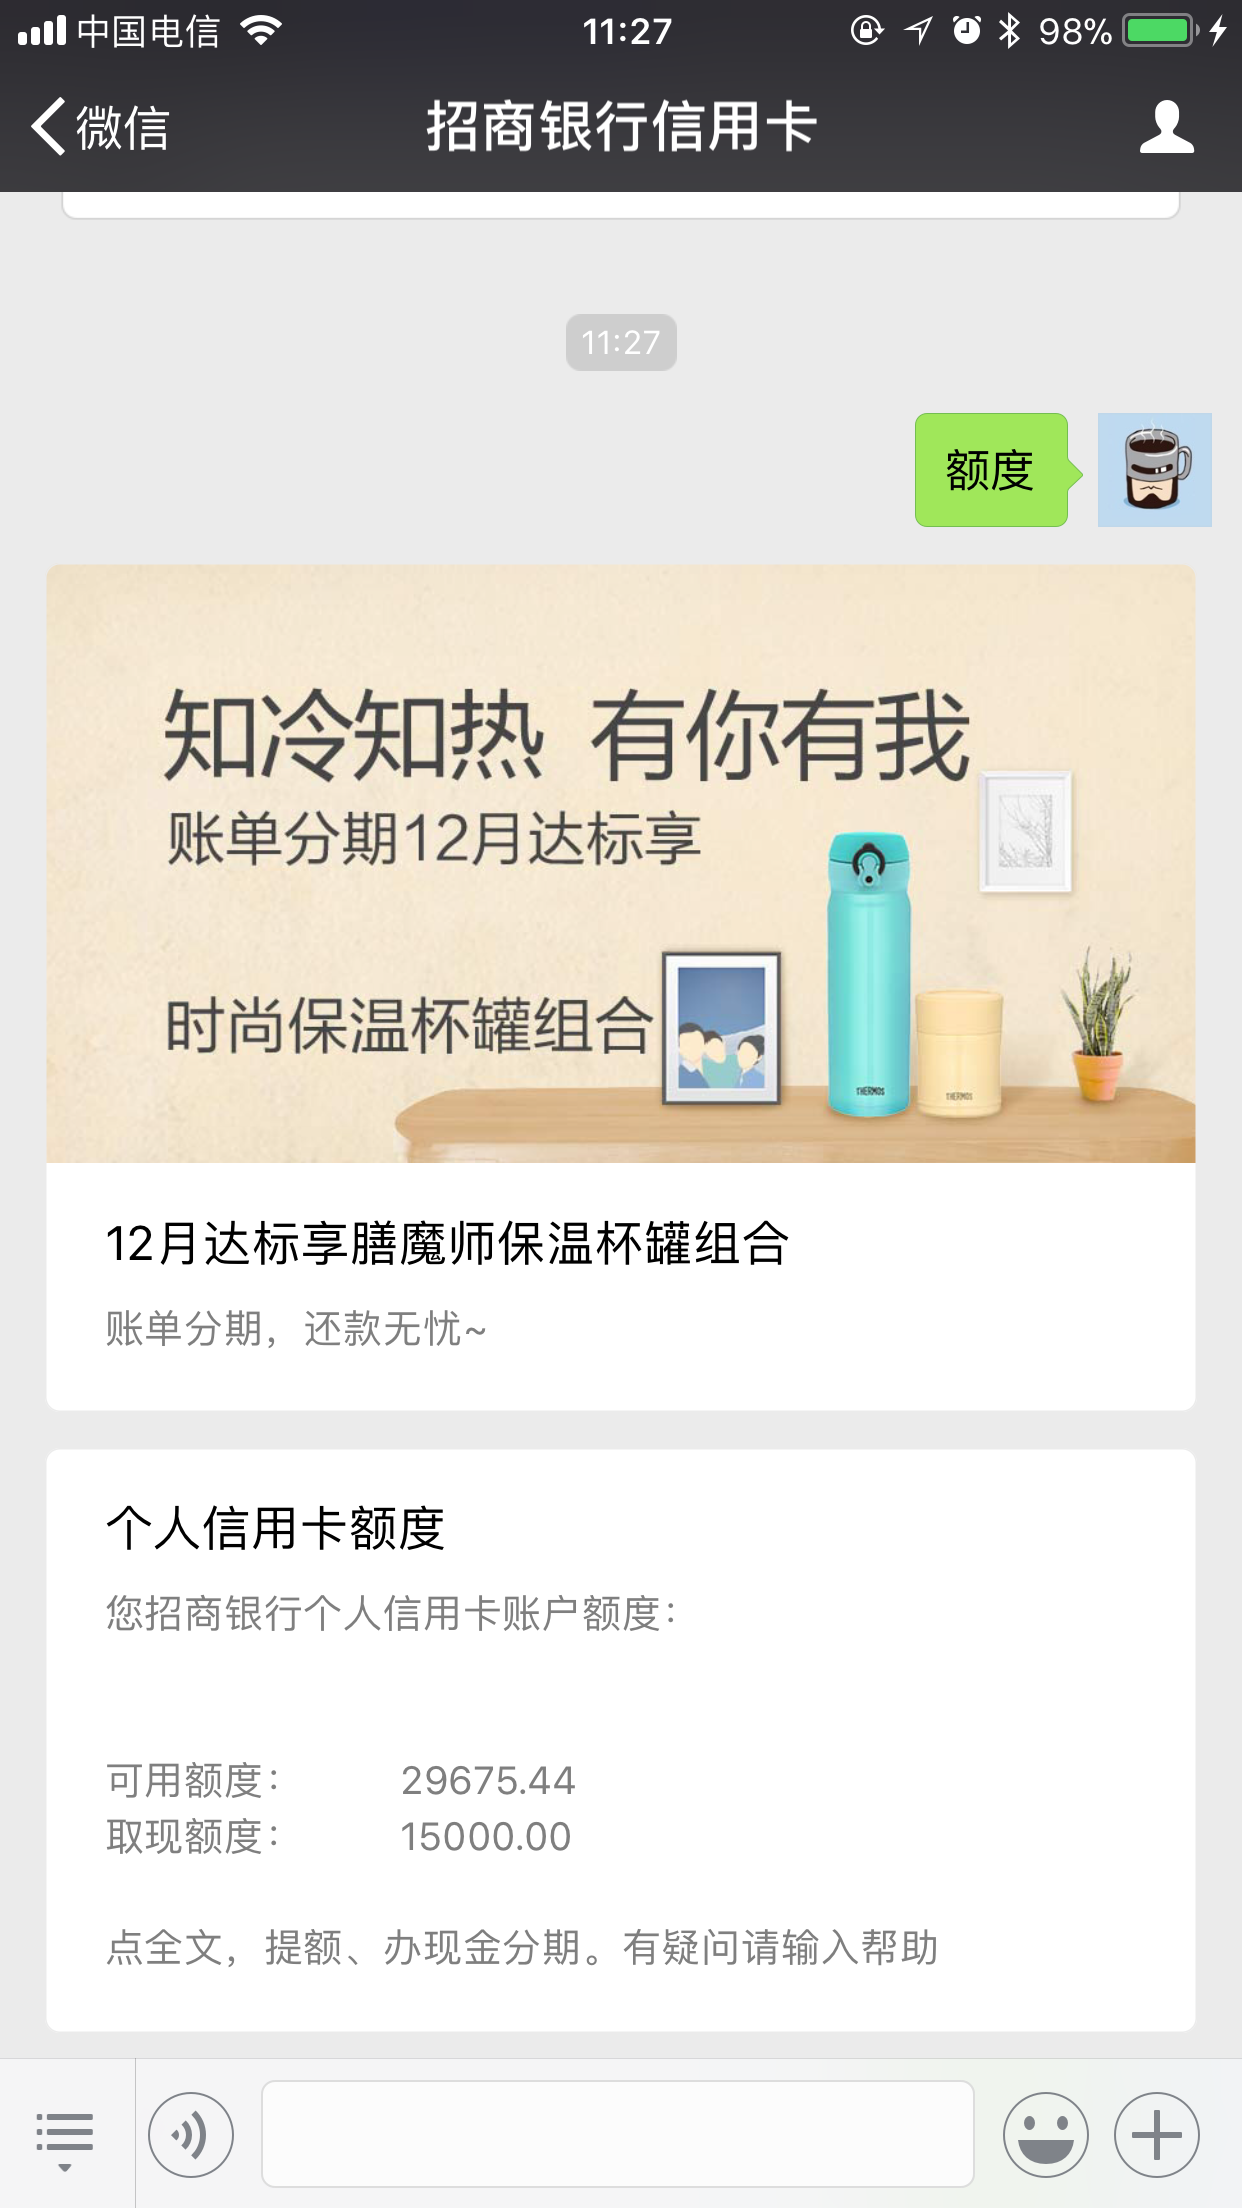 中国电信
11:27
98%
微信
招商银行信用卡
11:27
额度
知冷知热 有你有我
账单分期12月达标享
时尚保温杯罐组合
THERMOS
THERMOS
12月达标享膳魔师保温杯罐组合
账单分期，还款无忧~
个人信用卡额度
您招商银行个人信用卡账户额度：
可用额度： 29675.44
取现额度： 15000.00
点全文，提额、办现金分期。有疑问请输入帮助